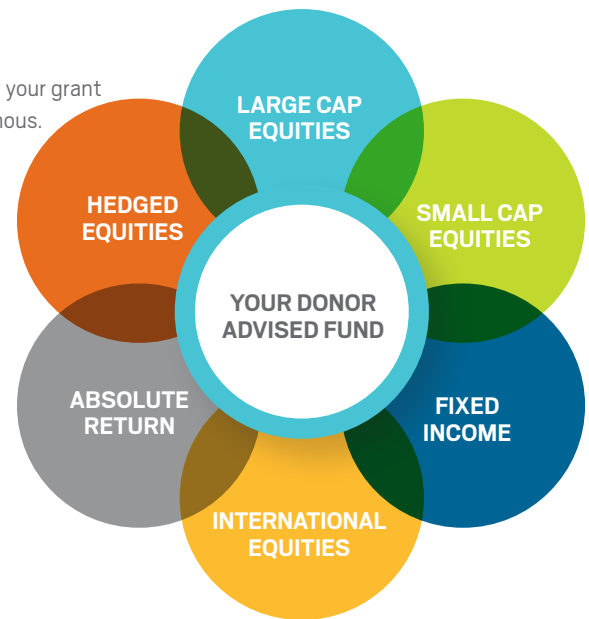 your grant
LARGE CAP
EQUITIES
HEDGED
EQUITIES
SMALL CAP
EQUITIES
YOUR DONOR
ADVISED FUND
ABSOLUTE
RETURN
FIXED
INCOME
INTERNATIONAL
EQUITIES